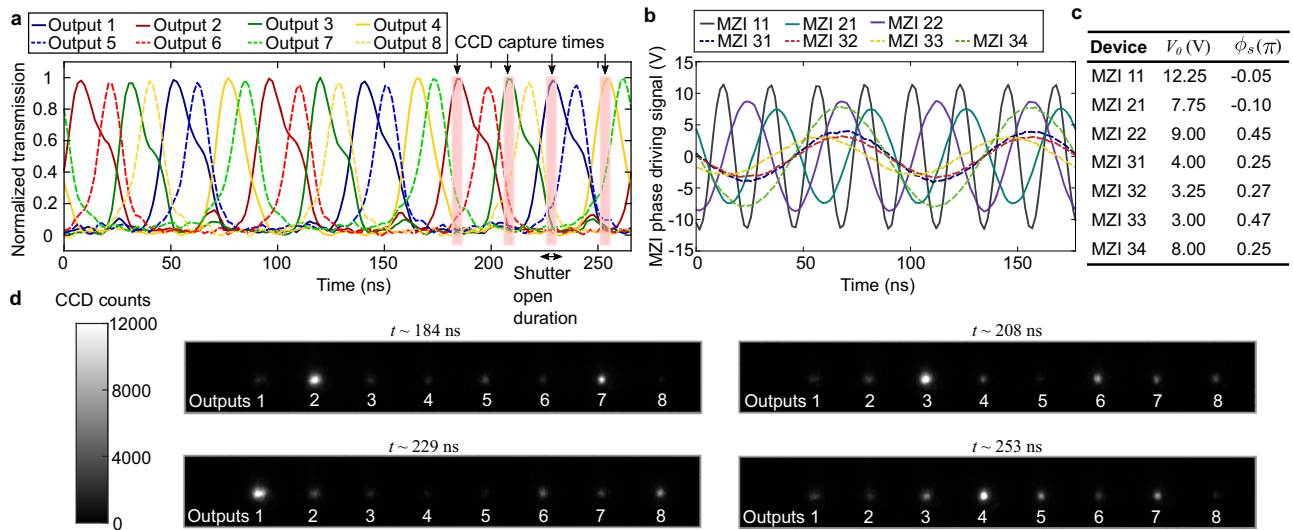 a
Output 1 Output 2 Output 3 Output 4
Output 5 Output 6 Output 7 Output 8
CCD capture times
Normalized transmission
1
0.8
0.6
0.4
0.2
0
0 50 100 150 200 250
Time (ns)
Shutter
open
duration
b
MZI 11 MZI 21 MZI 22
MZI 31 MZI 32 MZI 33 MZI 34
MZI phase driving signal (V)
15
10
5
0
-5
-10
-15
0 50 100 150
Time (ns)
c
Device V₀ (V) ϕₛ(π)
MZI 11 12.25 -0.05
MZI 21 7.75 -0.10
MZI 22 9.00 0.45
MZI 31 4.00 0.25
MZI 32 3.25 0.27
MZI 33 3.00 0.47
MZI 34 8.00 0.25
d
CCD counts
12000
8000
4000
0
t ~ 184 ns
Outputs 1 2 3 4 5 6 7 8
t ~ 208 ns
Outputs 1 2 3 4 5 6 7 8
t ~ 229 ns
Outputs 1 2 3 4 5 6 7 8
t ~ 253 ns
Outputs 1 2 3 4 5 6 7 8